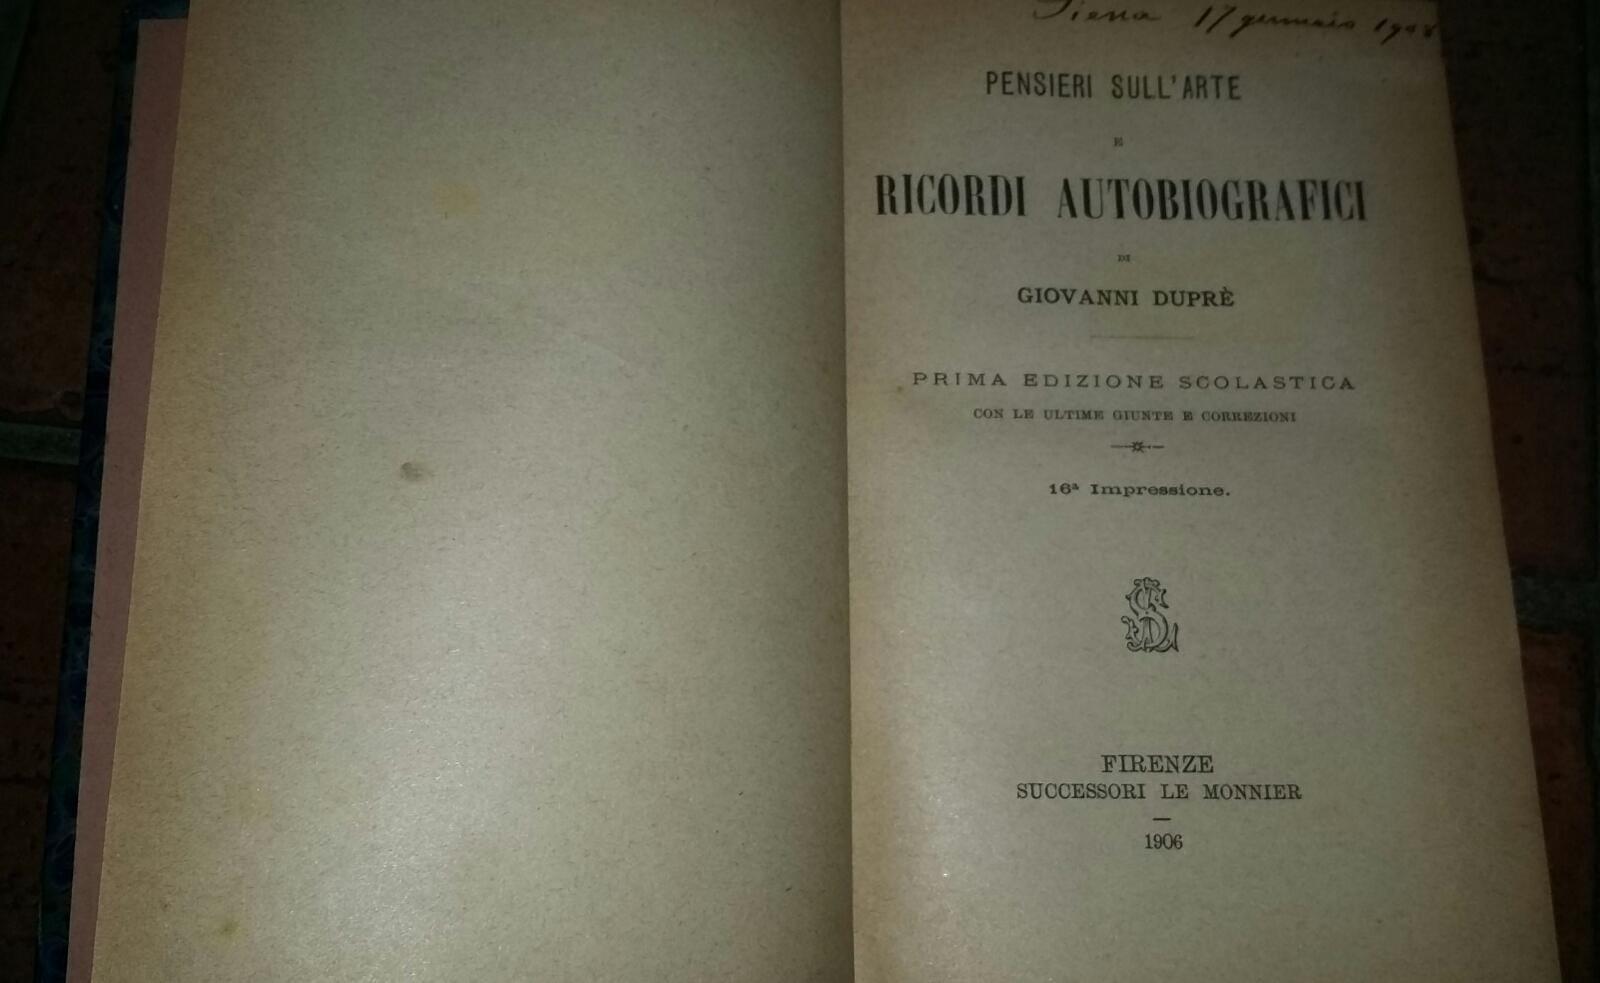 Siena 17 gennaio 1908
PENSIERI SULL'ARTE
E
RICORDI AUTOBIOGRAFICI
DI
GIOVANNI DUPRÈ
PRIMA EDIZIONE SCOLASTICA
CON LE ULTIME GIUNTE E CORREZIONI
16ª Impressione.
FIRENZE
SUCCESSORI LE MONNIER
1906